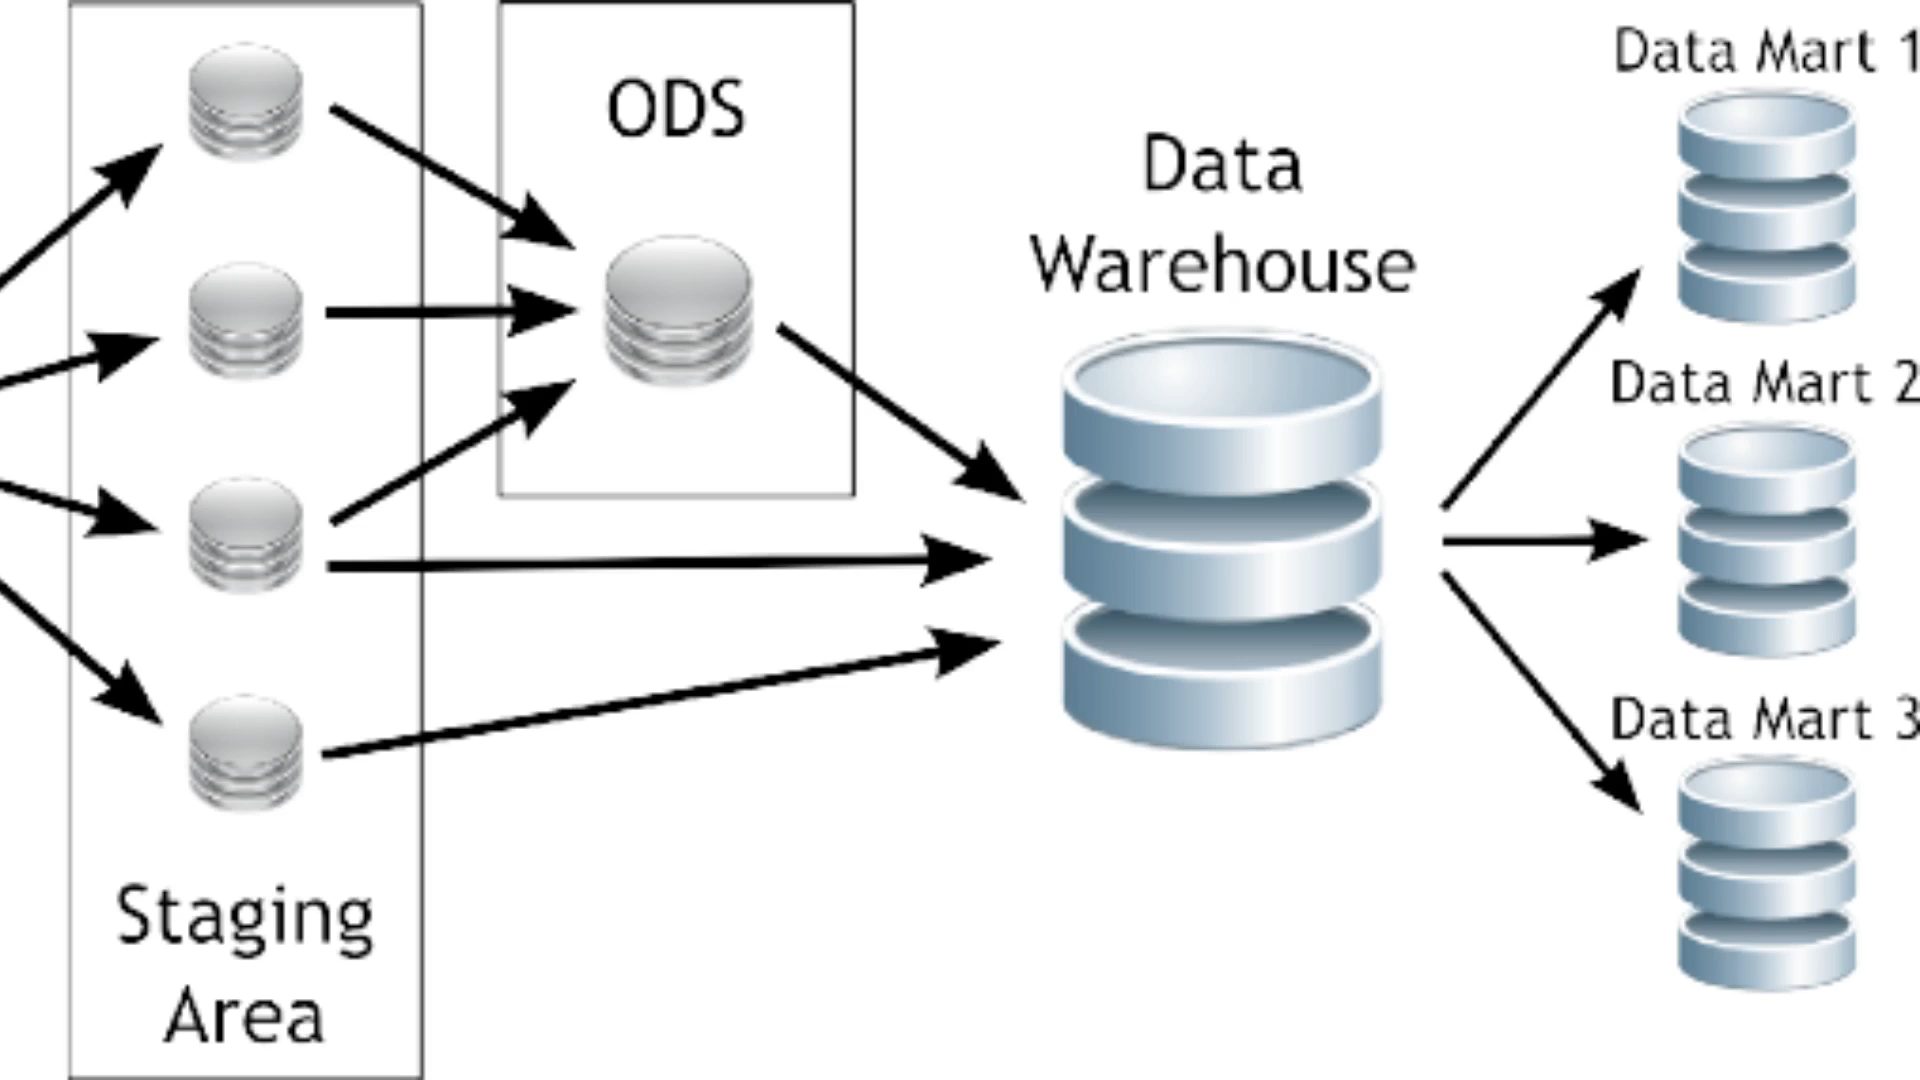 ODS
Data
Warehouse
Data Mart 1
Data Mart 2
Data Mart 3
Staging
Area